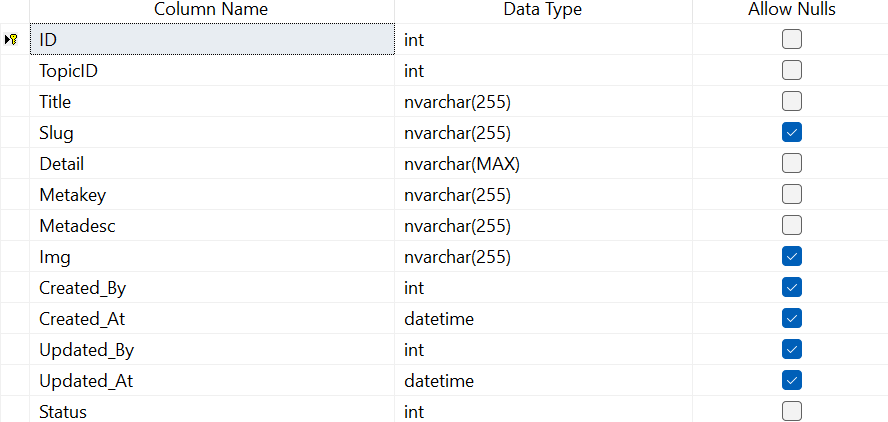 Column Name Data Type Allow Nulls
ID int
TopicID int
Title nvarchar(255)
Slug nvarchar(255)
Detail nvarchar(MAX)
Metakey nvarchar(255)
Metadesc nvarchar(255)
Img nvarchar(255)
Created_By int
Created_At datetime
Updated_By int
Updated_At datetime
Status int